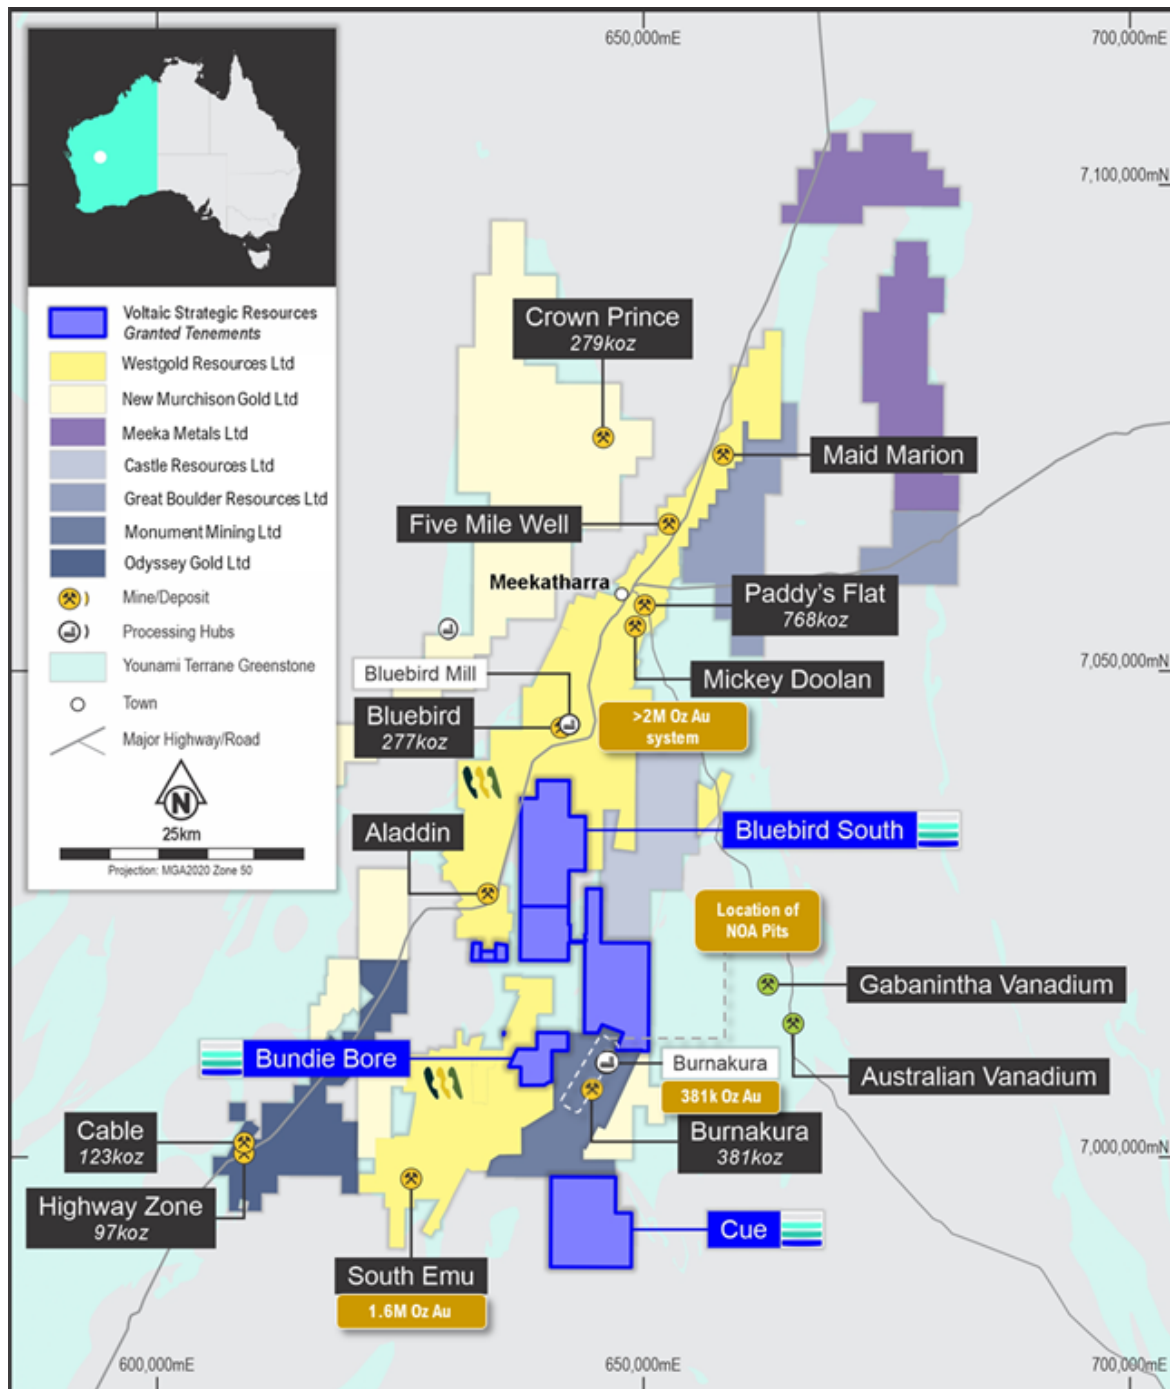 650,000mE
700,000mE
7,100,000mN
Voltaic Strategic Resources
Granted Tenements
Westgold Resources Ltd
New Murchison Gold Ltd
Meeka Metals Ltd
Castle Resources Ltd
Great Boulder Resources Ltd
Monument Mining Ltd
Odyssey Gold Ltd
Mine/Deposit
Processing Hubs
Younami Terrane Greenstone
Town
Major Highway/Road
N
25km
Projection: MGA2020 Zone 50
Crown Prince
279koz
Maid Marion
Five Mile Well
Meekatharra
Paddy's Flat
768koz
7,050,000mN
Bluebird Mill
Mickey Doolan
Bluebird
277koz
>2M Oz Au
system
Aladdin
Bluebird South
Location of
NOA Pits
Gabanintha Vanadium
Bundie Bore
Burnakura
Australian Vanadium
381k Oz Au
Cable
123koz
Burnakura
381koz
7,000,000mN
Highway Zone
97koz
Cue
South Emu
1.6M Oz Au
600,000mE
650,000mE
700,000mE